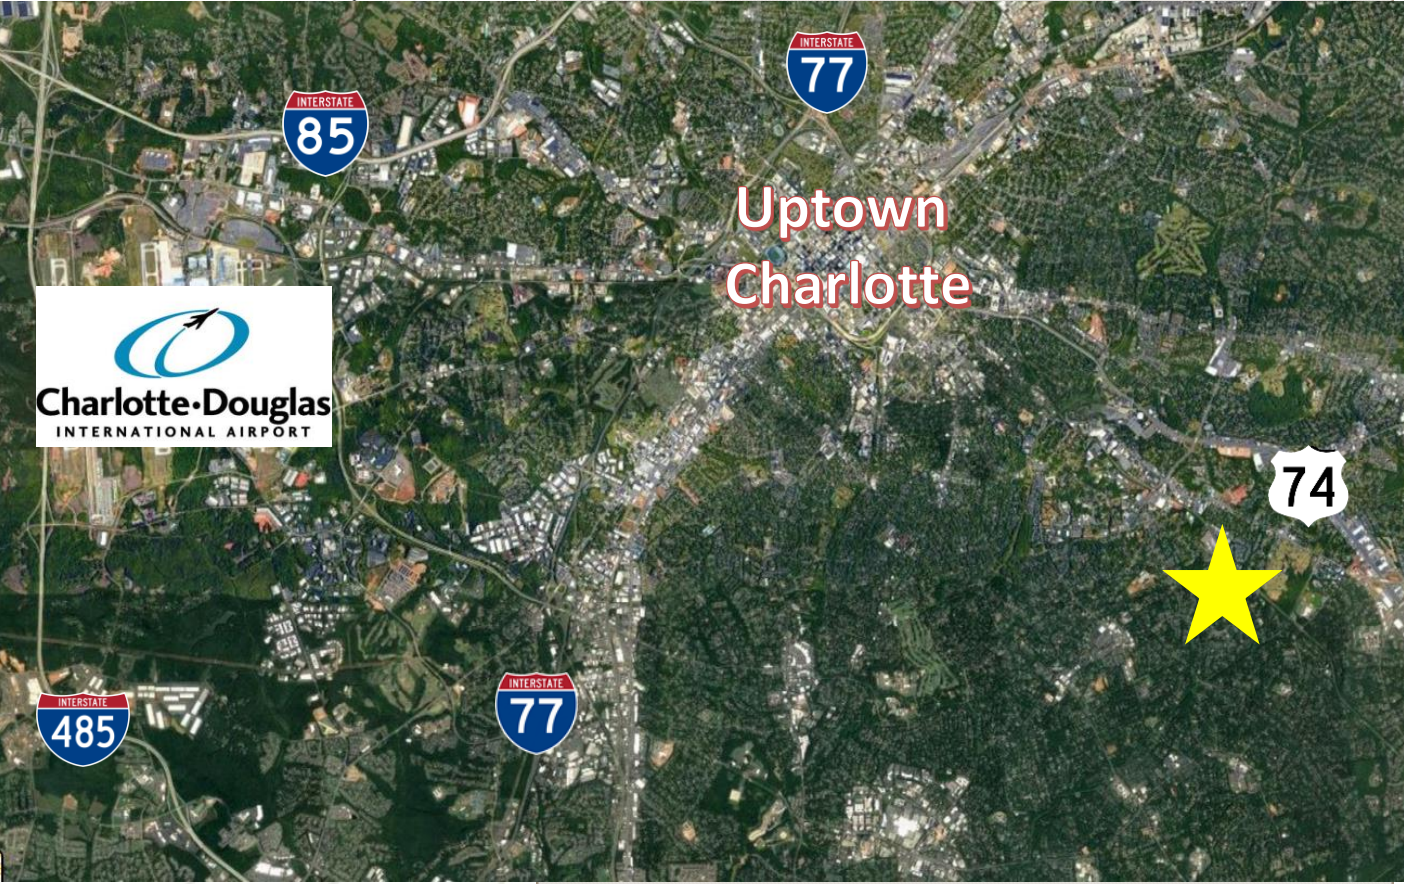 INTERSTATE
77
INTERSTATE
85
Uptown
Charlotte
Charlotte•Douglas
INTERNATIONAL AIRPORT
74
INTERSTATE
77
INTERSTATE
485